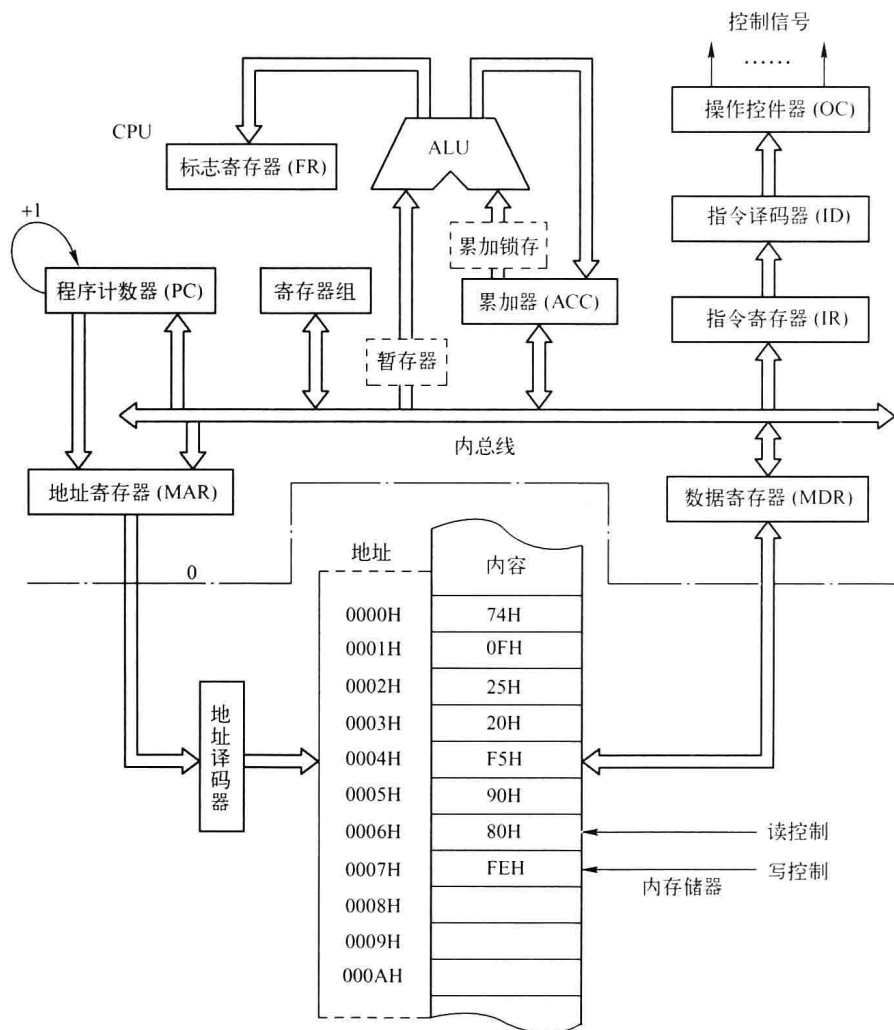 控制信号
……
操作控件器 (OC)
CPU
ALU
标志寄存器 (FR)
指令译码器 (ID)
+1
累加锁存
程序计数器 (PC)
寄存器组
累加器 (ACC)
指令寄存器 (IR)
暂存器
内总线
地址寄存器 (MAR)
数据寄存器 (MDR)
地址
内容
0
0000H 74H
0001H 0FH
0002H 25H
0003H 20H
地址译码器
0004H F5H
0005H 90H
0006H 80H
读控制
0007H FEH
写控制
内存储器
0008H
0009H
000AH